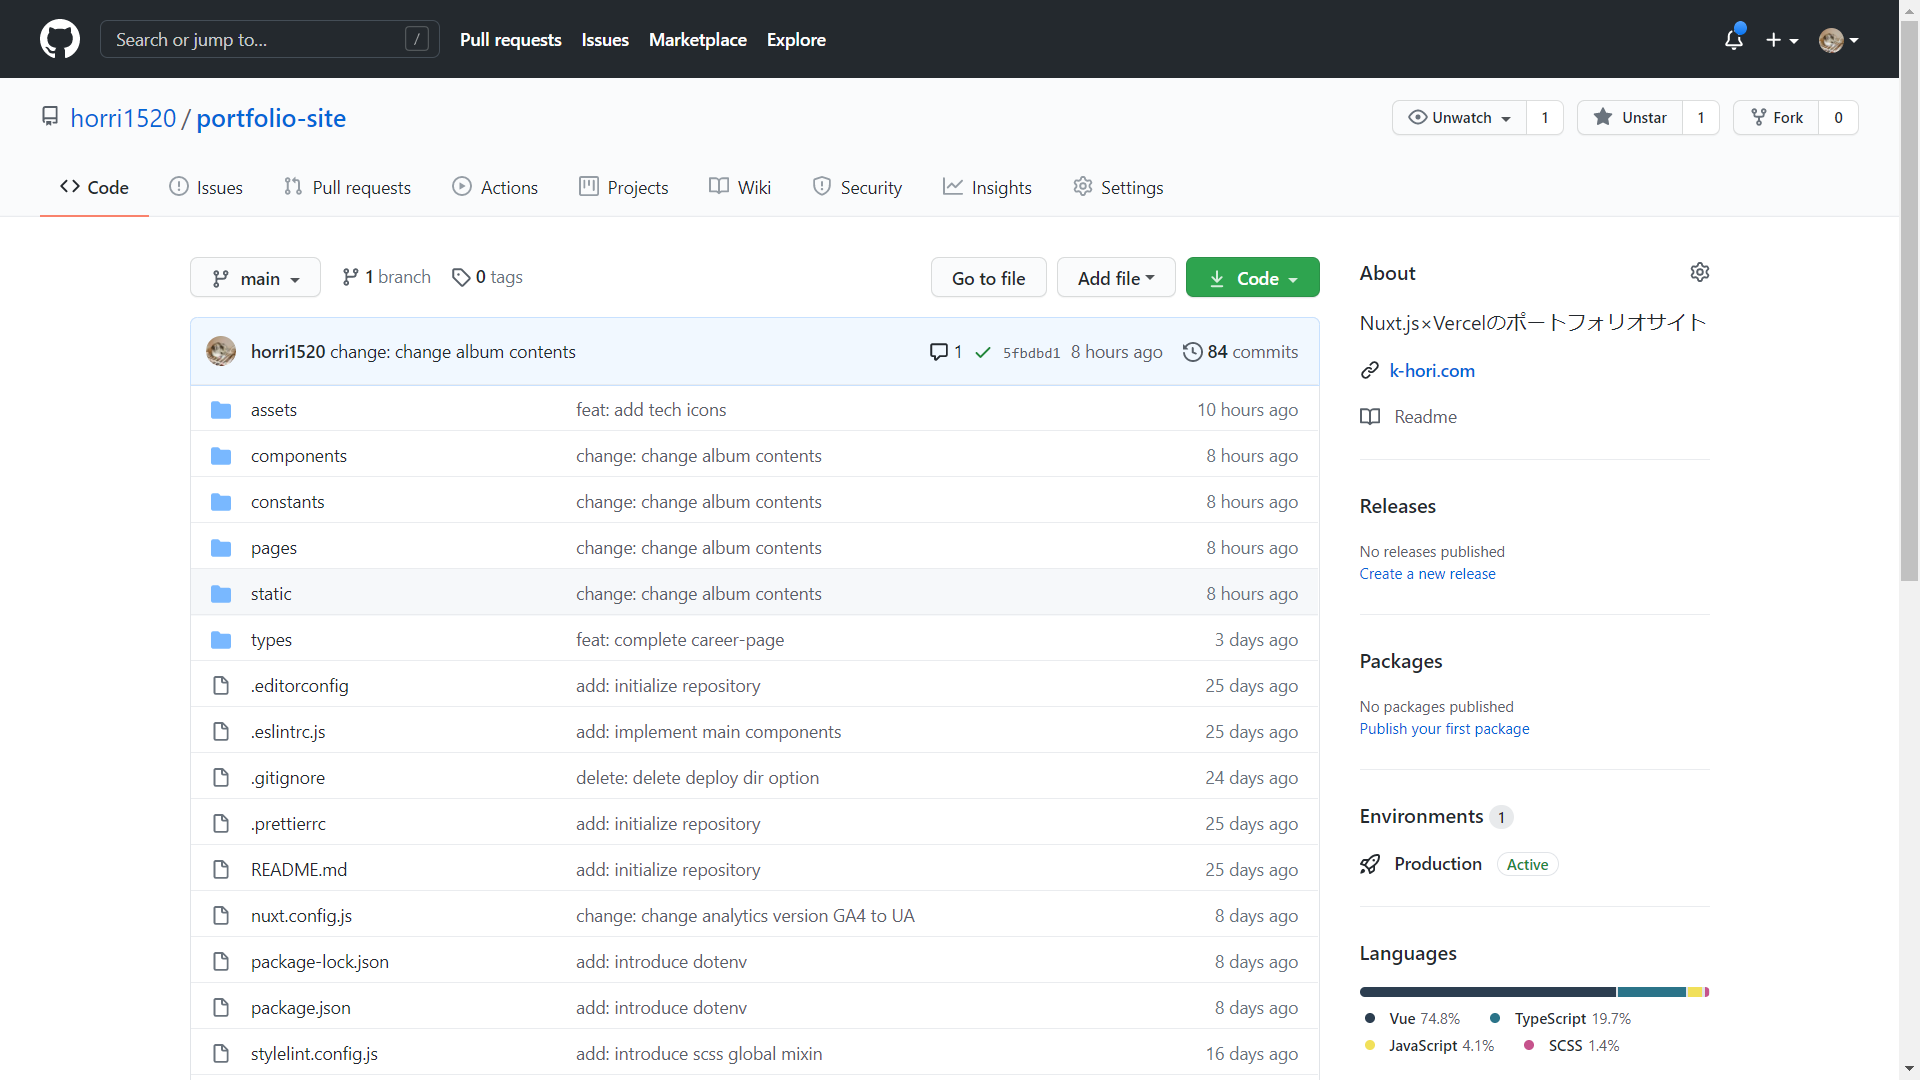 Search or jump to... /
Pull requests Issues Marketplace Explore
horri1520 / portfolio-site
Unwatch 1 Unstar 1 Fork 0
Code Issues Pull requests Actions Projects Wiki Security Insights Settings
main 1 branch 0 tags Go to file Add file Code
horri1520 change: change album contents 1 5fbdbd1 8 hours ago 84 commits
assets feat: add tech icons 10 hours ago
components change: change album contents 8 hours ago
constants change: change album contents 8 hours ago
pages change: change album contents 8 hours ago
static change: change album contents 8 hours ago
types feat: complete career-page 3 days ago
.editorconfig add: initialize repository 25 days ago
.eslintrc.js add: implement main components 25 days ago
.gitignore delete: delete deploy dir option 24 days ago
.prettierrc add: initialize repository 25 days ago
README.md add: initialize repository 25 days ago
nuxt.config.js change: change analytics version GA4 to UA 8 days ago
package-lock.json add: introduce dotenv 8 days ago
package.json add: introduce dotenv 8 days ago
stylelint.config.js add: introduce scss global mixin 16 days ago
About
Nuxt.js×Vercelのポートフォリオサイト
k-hori.com
Readme
Releases
No releases published
Create a new release
Packages
No packages published
Publish your first package
Environments 1
Production Active
Languages
Vue 74.8% TypeScript 19.7%
JavaScript 4.1% SCSS 1.4%